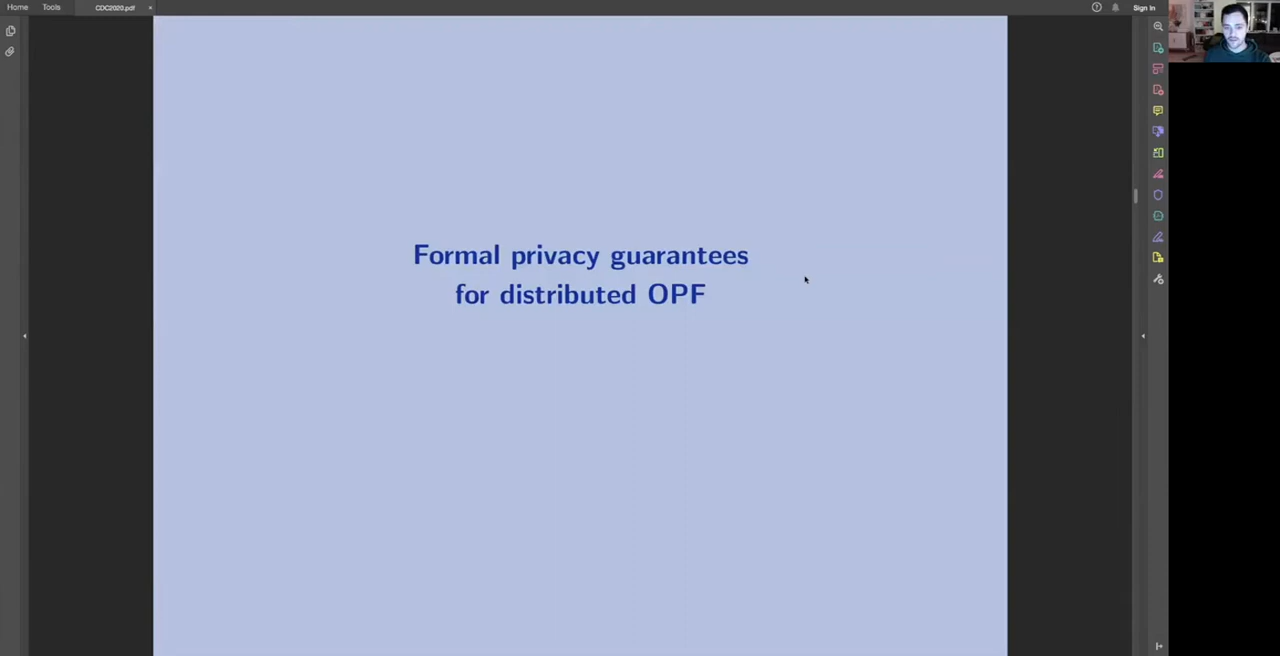 Home Tools CDC2020.pdf × Sign In
Formal privacy guarantees
for distributed OPF